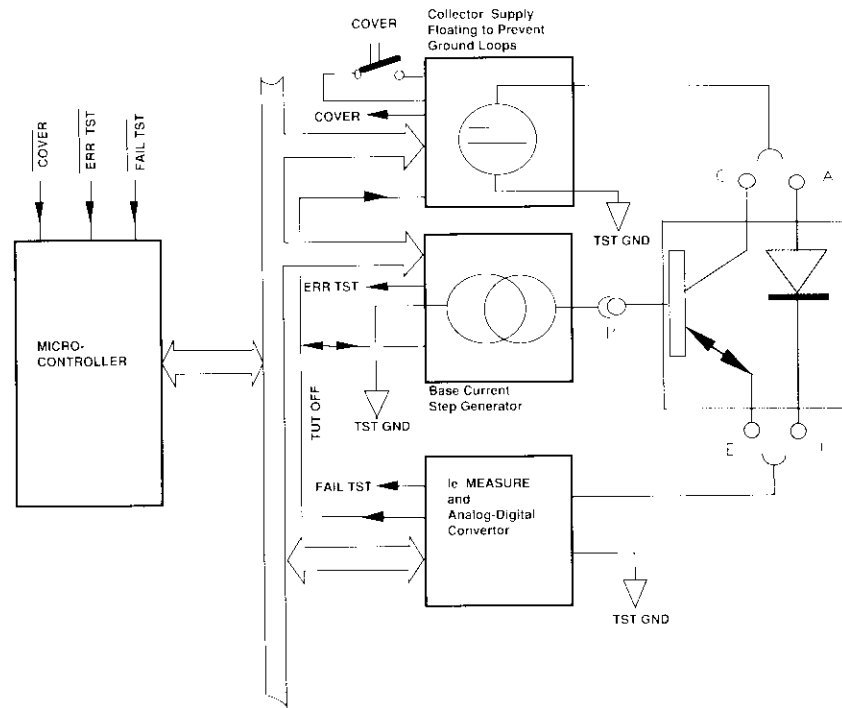 Collector Supply
Floating to Prevent
Ground Loops
COVER
COVER
ERR TST
FAIL TST
COVER
C
A
TST GND
ERR TST
MICRO-
CONTROLLER
TUT OFF
TST GND
Base Current
Step Generator
E
FAIL TST
Ie MEASURE
and
Analog-Digital
Convertor
TST GND